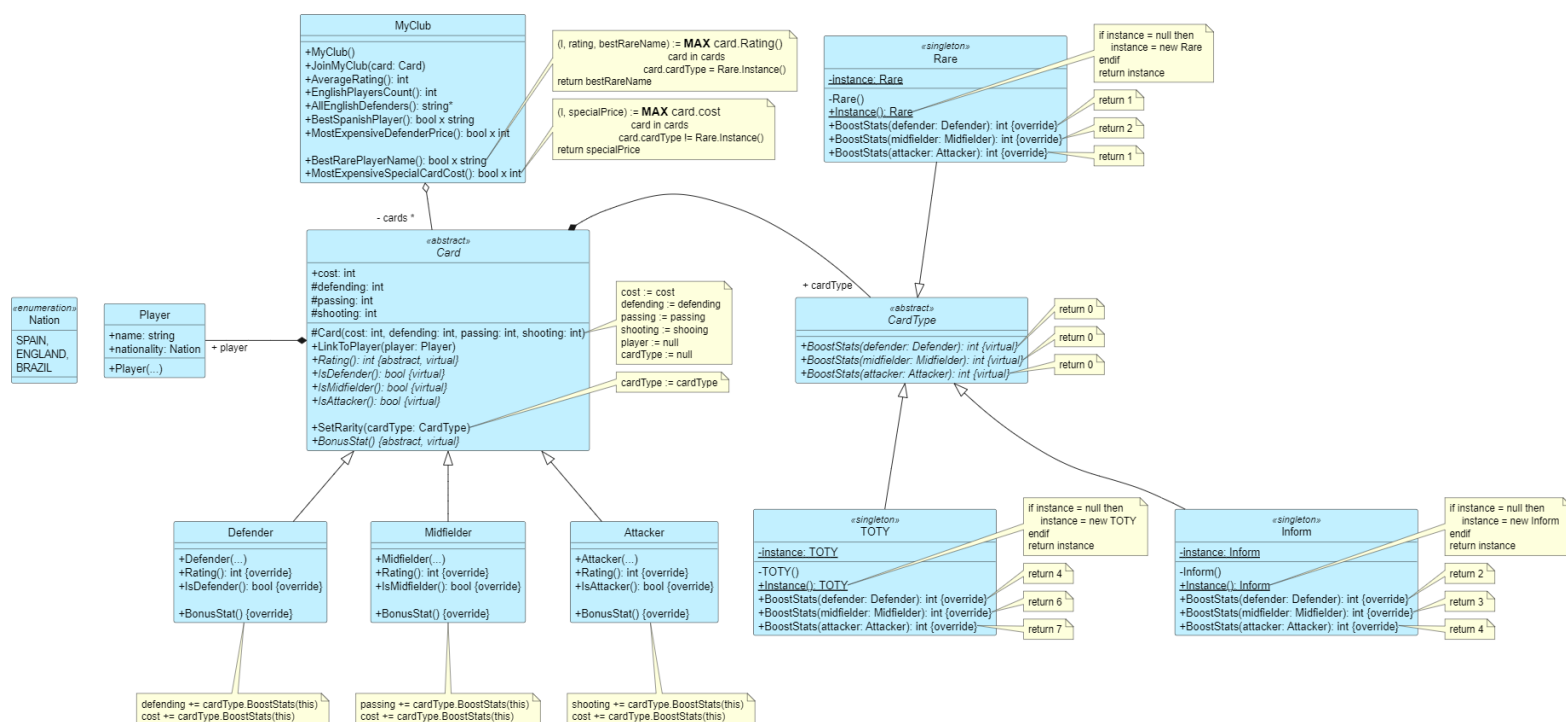 MyClub
+MyClub()
+JoinMyClub(card: Card)
+AverageRating(): int
+EnglishPlayersCount(): int
+AllEnglishDefenders(): string*
+BestSpanishPlayer(): bool x string
+MostExpensiveDefenderPrice(): bool x int
+BestRarePlayerName(): bool x string
+MostExpensiveSpecialCardCost(): bool x int
(l, rating, bestRareName) := MAX card.Rating()
card in cards
card.cardType = Rare.Instance()
return bestRareName
(l, specialPrice) := MAX card.cost
card in cards
card.cardType != Rare.Instance()
return specialPrice
«singleton»
Rare
-instance: Rare
-Rare()
+Instance(): Rare
+BoostStats(defender: Defender): int {override}
+BoostStats(midfielder: Midfielder): int {override}
+BoostStats(attacker: Attacker): int {override}
if instance = null then
instance = new Rare
endif
return instance
return 1
return 2
return 1
- cards *
«abstract»
Card
+cost: int
#defending: int
#passing: int
#shooting: int
#Card(cost: int, defending: int, passing: int, shooting: int)
+LinkToPlayer(player: Player)
+Rating(): int {abstract, virtual}
+IsDefender(): bool {virtual}
+IsMidfielder(): bool {virtual}
+IsAttacker(): bool {virtual}
+SetRarity(cardType: CardType)
+BonusStat() {abstract, virtual}
cost := cost
defending := defending
passing := passing
shooting := shooing
player := null
cardType := null
cardType := cardType
«enumeration»
Nation
SPAIN,
ENGLAND,
BRAZIL
Player
+name: string
+nationality: Nation
+Player(...)
+ player
+ cardType
«abstract»
CardType
+BoostStats(defender: Defender): int {virtual}
+BoostStats(midfielder: Midfielder): int {virtual}
+BoostStats(attacker: Attacker): int {virtual}
return 0
return 0
return 0
Defender
+Defender(...)
+Rating(): int {override}
+IsDefender(): bool {override}
+BonusStat() {override}
Midfielder
+Midfielder(...)
+Rating(): int {override}
+IsMidfielder(): bool {override}
+BonusStat() {override}
Attacker
+Attacker(...)
+Rating(): int {override}
+IsAttacker(): bool {override}
+BonusStat() {override}
«singleton»
TOTY
-instance: TOTY
-TOTY()
+Instance(): TOTY
+BoostStats(defender: Defender): int {override}
+BoostStats(midfielder: Midfielder): int {override}
+BoostStats(attacker: Attacker): int {override}
if instance = null then
instance = new TOTY
endif
return instance
return 4
return 6
return 7
«singleton»
Inform
-instance: Inform
-Inform()
+Instance(): Inform
+BoostStats(defender: Defender): int {override}
+BoostStats(midfielder: Midfielder): int {override}
+BoostStats(attacker: Attacker): int {override}
if instance = null then
instance = new Inform
endif
return instance
return 2
return 3
return 4
defending += cardType.BoostStats(this)
cost += cardType.BoostStats(this)
passing += cardType.BoostStats(this)
cost += cardType.BoostStats(this)
shooting += cardType.BoostStats(this)
cost += cardType.BoostStats(this)